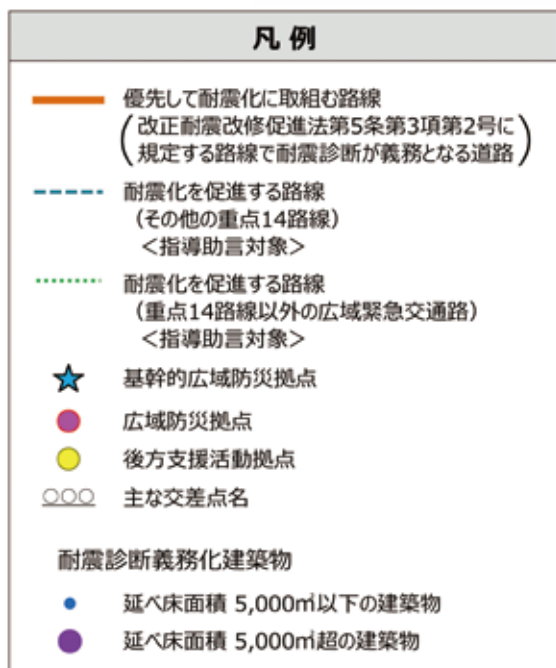 凡例
優先して耐震化に取組む路線
(改正耐震改修促進法第5条第3項第2号に
規定する路線で耐震診断が義務となる道路)
耐震化を促進する路線
(その他の重点14路線)
<指導助言対象>
耐震化を促進する路線
(重点14路線以外の広域緊急交通路)
<指導助言対象>
基幹的広域防災拠点
広域防災拠点
後方支援活動拠点
○○○ 主な交差点名
耐震診断義務化建築物
延べ床面積 5,000㎡以下の建築物
延べ床面積 5,000㎡超の建築物